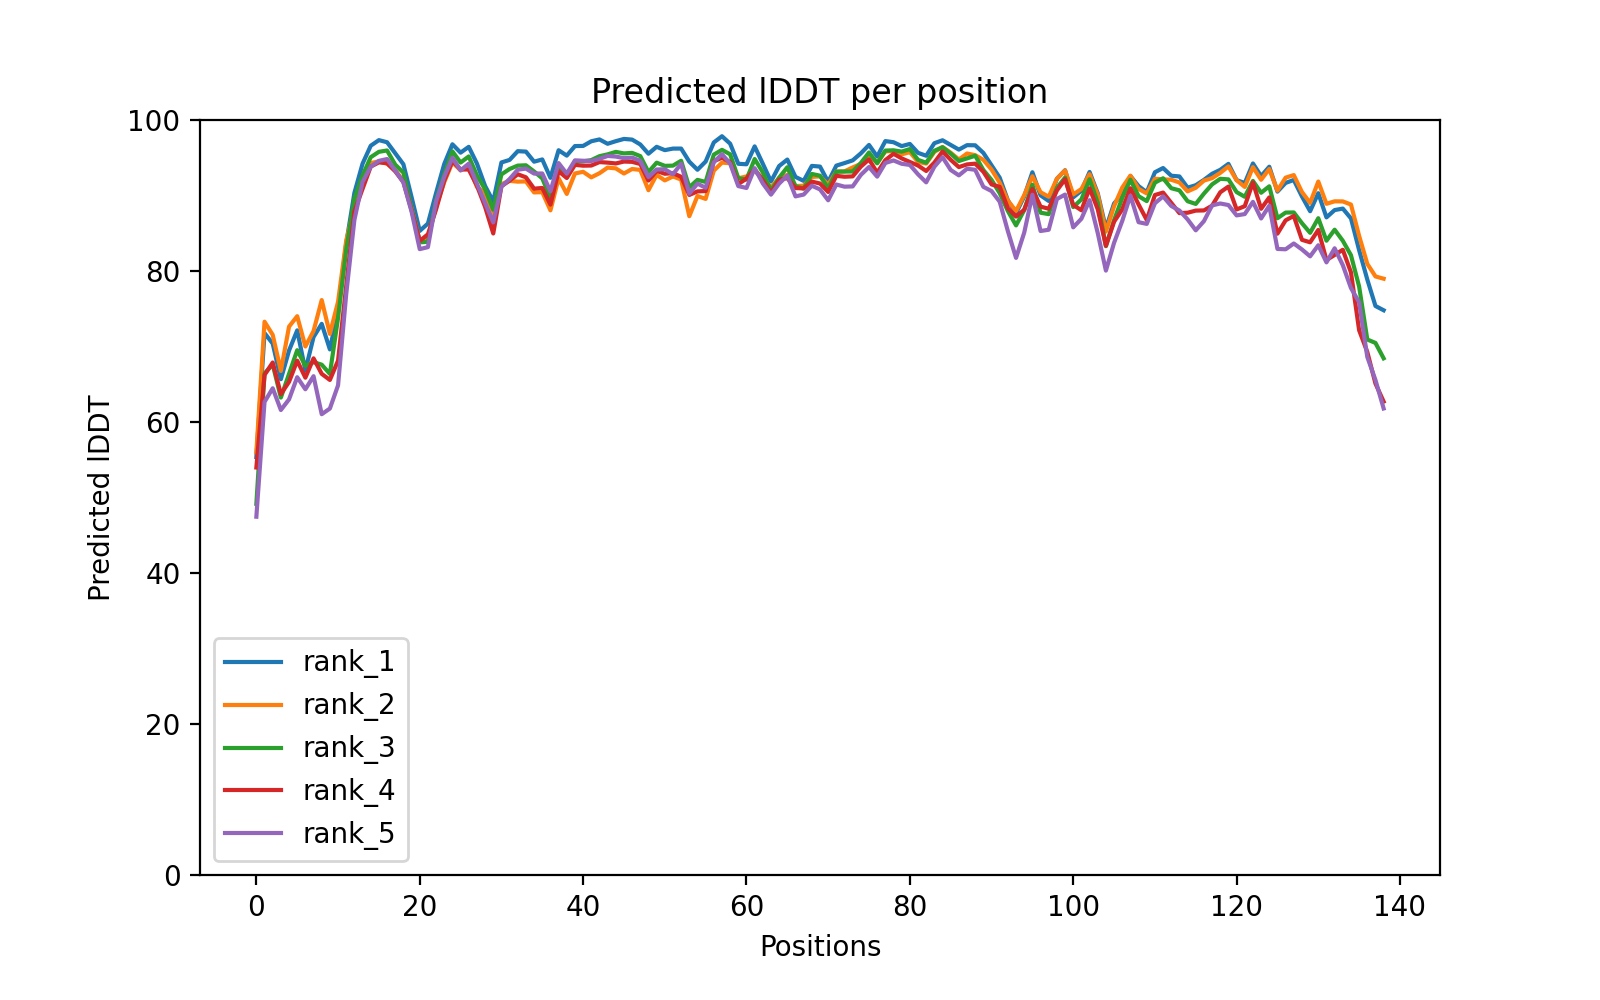 Predicted lDDT per position
100
80
60
40
20
0
Predicted lDDT
rank_1
rank_2
rank_3
rank_4
rank_5
0 20 40 60 80 100 120 140
Positions